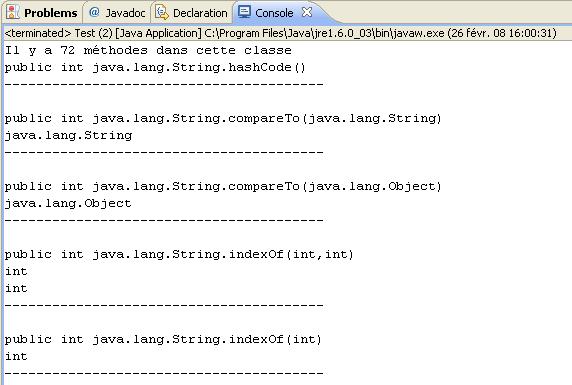 Problems @ Javadoc Declaration Console
<terminated> Test (2) [Java Application] C:\Program Files\Java\jre1.6.0_03\bin\javaw.exe (26 févr. 08 16:00:31)
Il y a 72 méthodes dans cette classe
public int java.lang.String.hashCode()
----------------------------------------
public int java.lang.String.compareTo(java.lang.String)
java.lang.String
----------------------------------------
public int java.lang.String.compareTo(java.lang.Object)
java.lang.Object
----------------------------------------
public int java.lang.String.indexOf(int,int)
int
int
----------------------------------------
public int java.lang.String.indexOf(int)
int
----------------------------------------